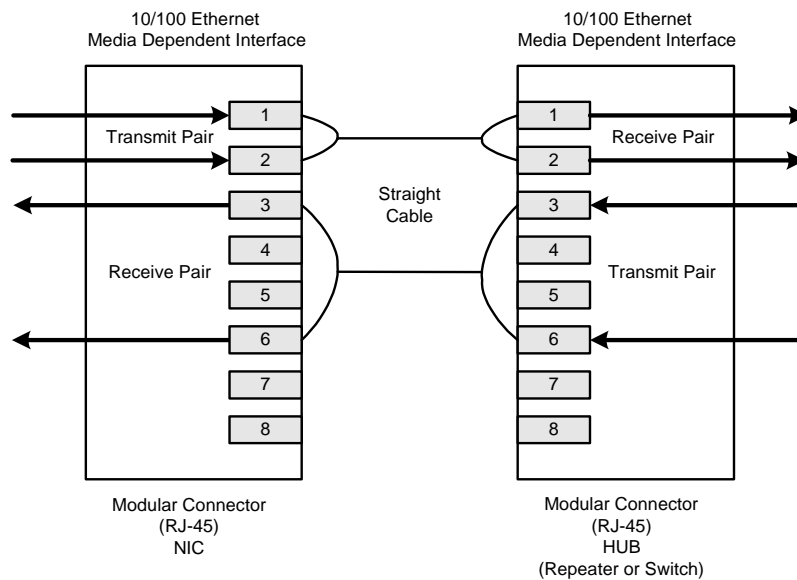 10/100 Ethernet
Media Dependent Interface
10/100 Ethernet
Media Dependent Interface
1
Transmit Pair
2
3
4
Receive Pair
5
6
7
8
Straight
Cable
1
Receive Pair
2
3
4
Transmit Pair
5
6
7
8
Modular Connector
(RJ-45)
NIC
Modular Connector
(RJ-45)
HUB
(Repeater or Switch)